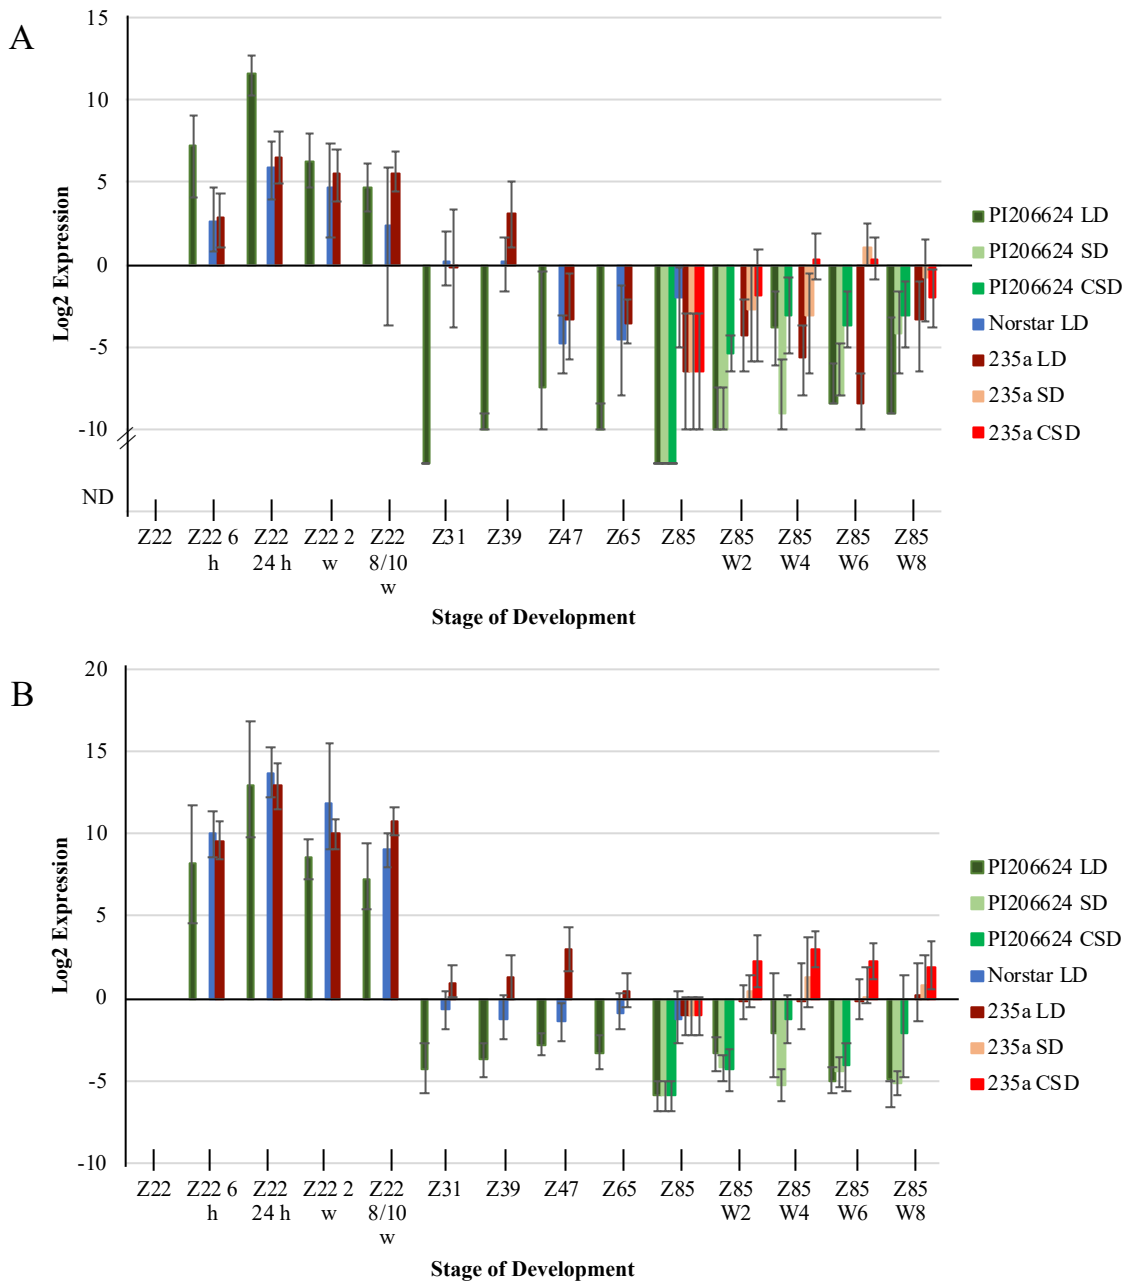 A
15
10
5
0
-5
-10
ND
Log2 Expression
Z22
Z22 6
h
Z22
24 h
Z22 2
w
Z22
8/10
w
Z31
Z39
Z47
Z65
Z85
Z85
W2
Z85
W4
Z85
W6
Z85
W8
Stage of Development
PI206624 LD
PI206624 SD
PI206624 CSD
Norstar LD
235a LD
235a SD
235a CSD
B
20
15
10
5
0
-5
-10
Log2 Expression
Z22
Z22 6
h
Z22
24 h
Z22 2
w
Z22
8/10
w
Z31
Z39
Z47
Z65
Z85
Z85
W2
Z85
W4
Z85
W6
Z85
W8
Stage of Development
PI206624 LD
PI206624 SD
PI206624 CSD
Norstar LD
235a LD
235a SD
235a CSD